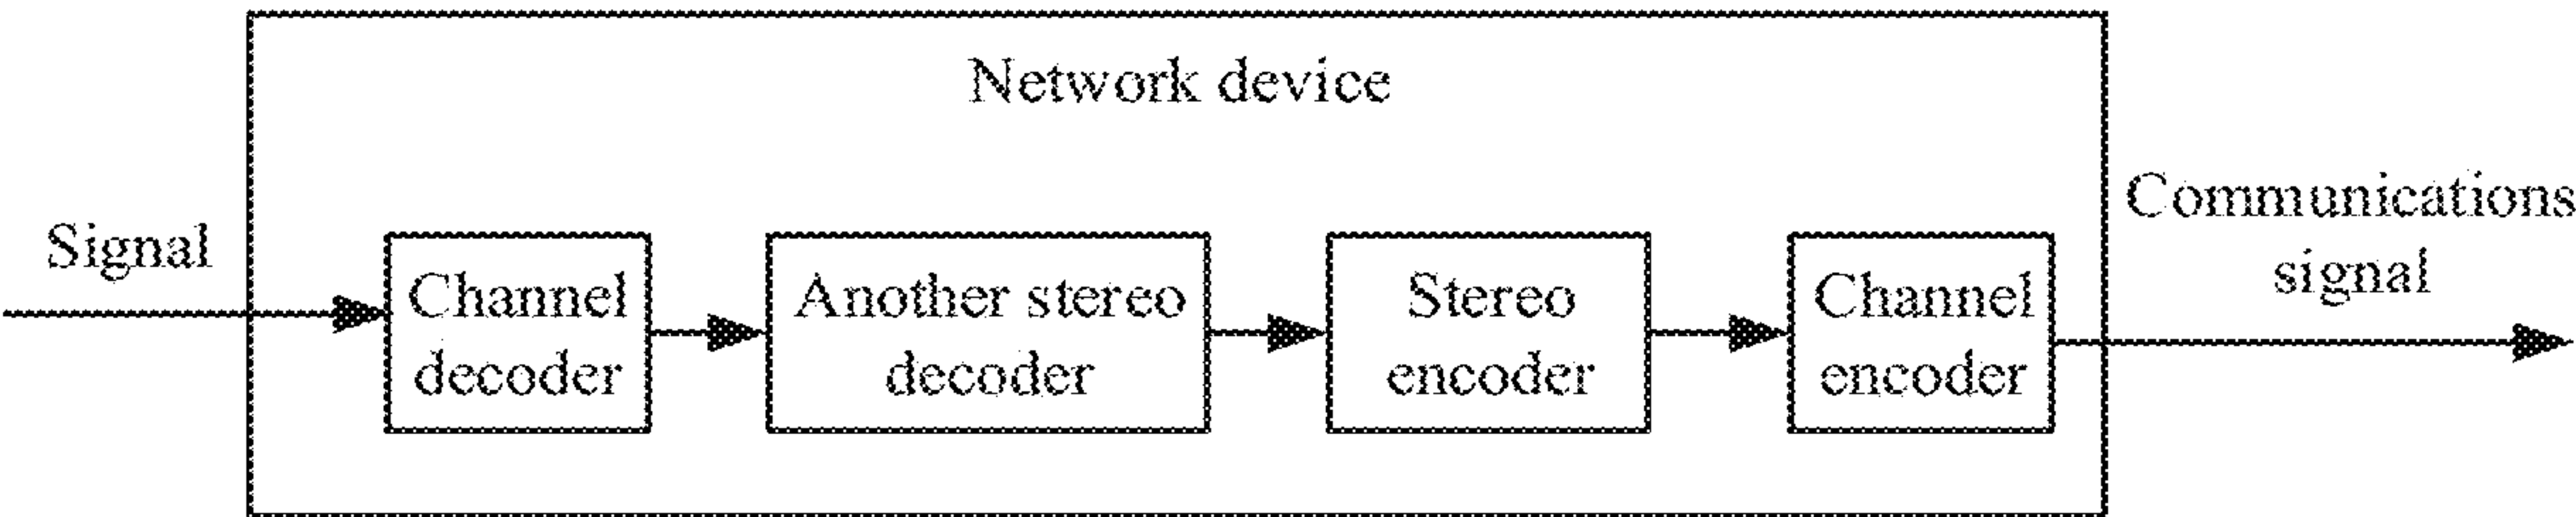 Network device
Signal
Channel
decoder
Another stereo
decoder
Stereo
encoder
Channel
encoder
Communications
signal